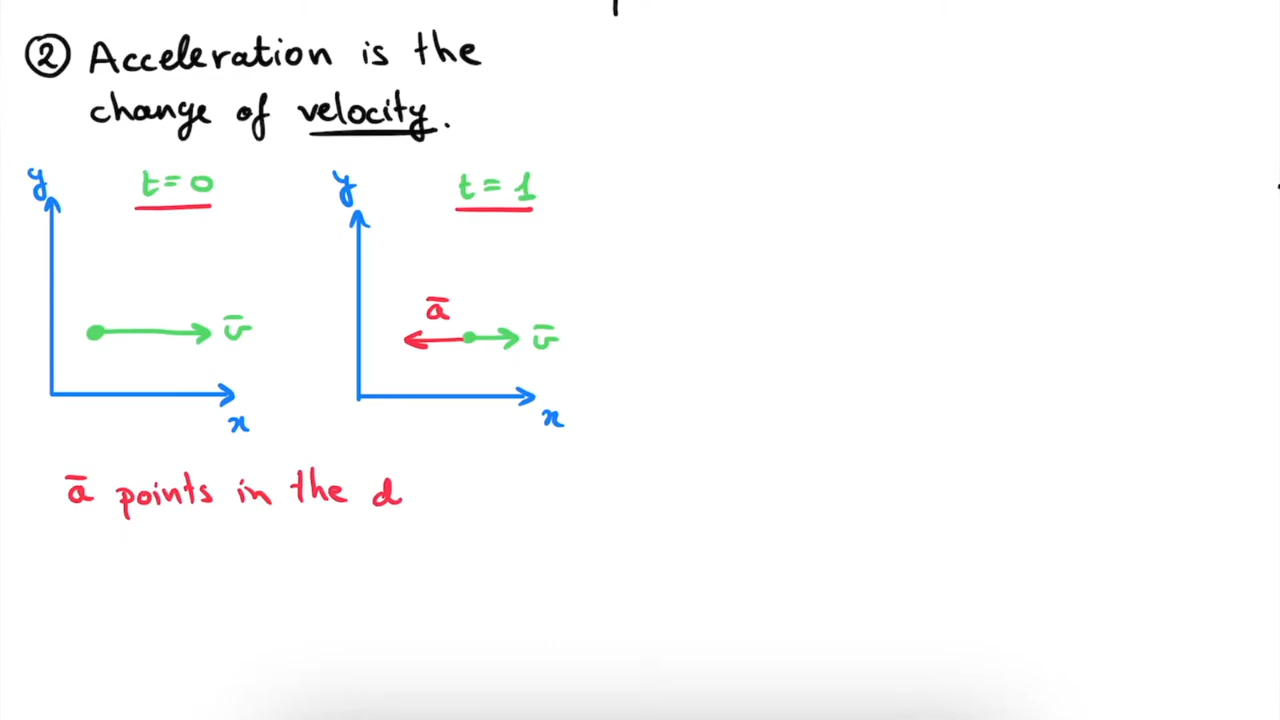 ② Acceleration is the
change of velocity.
y t=0 y t=1
a̅
v̅ v̅
x x
a̅ points in the d